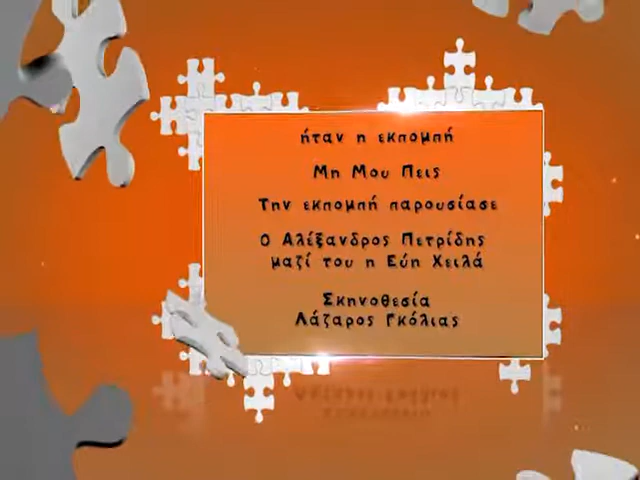 ήταν η εκπομπή
Μη Μου Πεις
Την εκπομπή παρουσίασε
Ο Αλέξανδρος Πετρίδης
μαζί του η Εύη Χειλά
Σκηνοθεσία
Λάζαρος Γκόλιας